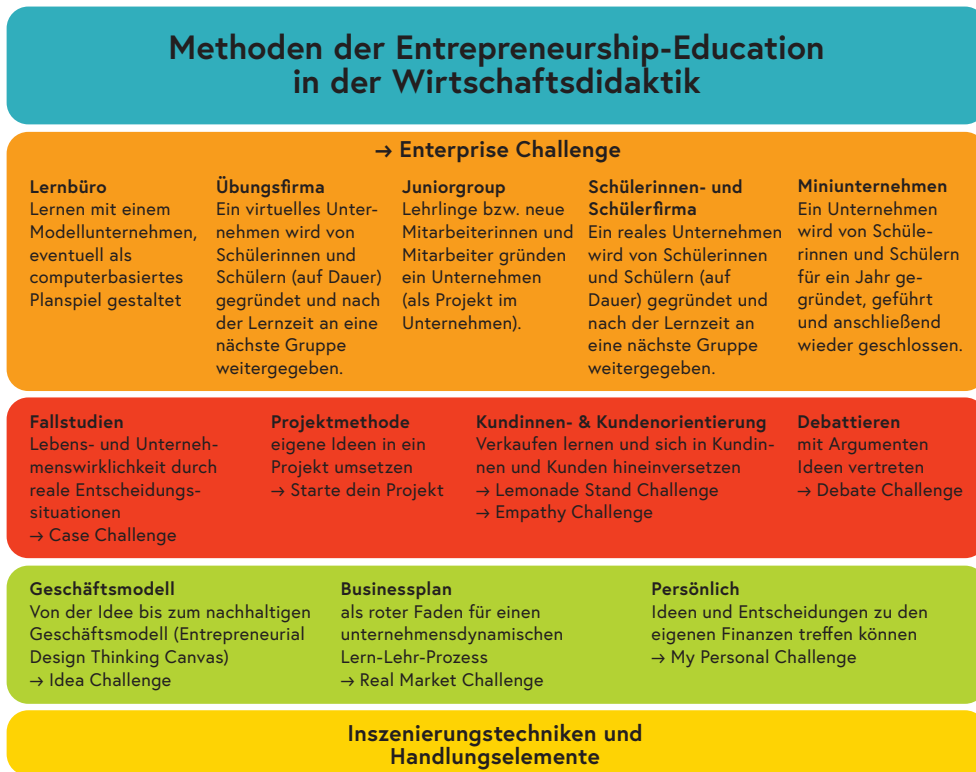 Methoden der Entrepreneurship-Education
in der Wirtschaftsdidaktik
→ Enterprise Challenge
Lernbüro
Lernen mit einem
Modellunternehmen,
eventuell als
computerbasiertes
Planspiel gestaltet
Übungsfirma
Ein virtuelles Unter-
nehmen wird von
Schülerinnen und
Schülern (auf Dauer)
gegründet und nach
der Lernzeit an eine
nächste Gruppe
weitergegeben.
Juniorgroup
Lehrlinge bzw. neue
Mitarbeiterinnen und
Mitarbeiter gründen
ein Unternehmen
(als Projekt im
Unternehmen).
Schülerinnen- und
Schülerfirma
Ein reales Unternehmen
wird von Schülerinnen
und Schülern (auf
Dauer) gegründet und
nach der Lernzeit an
eine nächste Gruppe
weitergegeben.
Miniunternehmen
Ein Unternehmen
wird von Schüle-
rinnen und Schülern
für ein Jahr ge-
gründet, geführt
und anschließend
wieder geschlossen.
Fallstudien
Lebens- und Unterneh-
menswirklichkeit durch
reale Entscheidungs-
situationen
→ Case Challenge
Projektmethode
eigene Ideen in ein
Projekt umsetzen
→ Starte dein Projekt
Kundinnen- & Kundenorientierung
Verkaufen lernen und sich in Kundin-
nen und Kunden hineinversetzen
→ Lemonade Stand Challenge
→ Empathy Challenge
Debattieren
mit Argumenten
Ideen vertreten
→ Debate Challenge
Geschäftsmodell
Von der Idee bis zum nachhaltigen
Geschäftsmodell (Entrepreneurial
Design Thinking Canvas)
→ Idea Challenge
Businessplan
als roter Faden für einen
unternehmensdynamischen
Lern-Lehr-Prozess
→ Real Market Challenge
Persönlich
Ideen und Entscheidungen zu den
eigenen Finanzen treffen können
→ My Personal Challenge
Inszenierungstechniken und
Handlungselemente